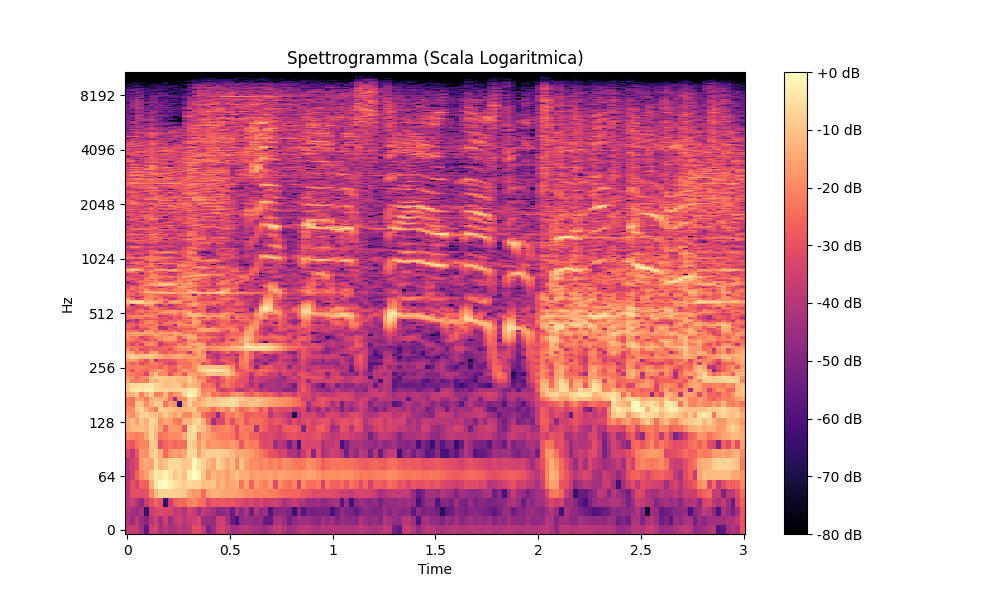 Spettrogramma (Scala Logaritmica)
Hz
8192
4096
2048
1024
512
256
128
64
0
0 0.5 1 1.5 2 2.5 3
Time
+0 dB
-10 dB
-20 dB
-30 dB
-40 dB
-50 dB
-60 dB
-70 dB
-80 dB